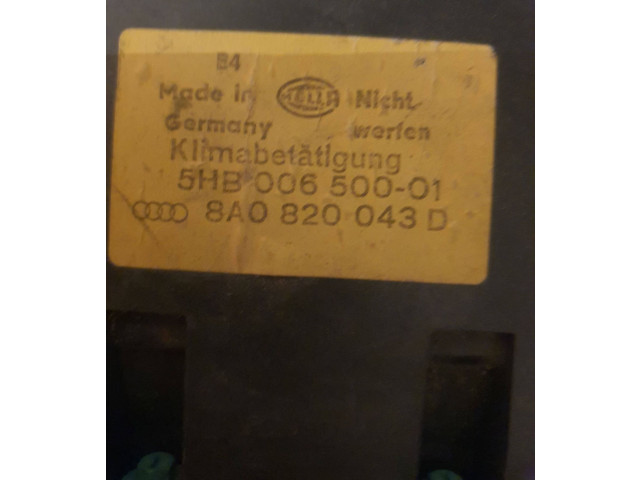 B4
Made in HELLA Nicht
Germany werfen
Klimabetätigung
5HB 006 500-01
8A0 820 043 D